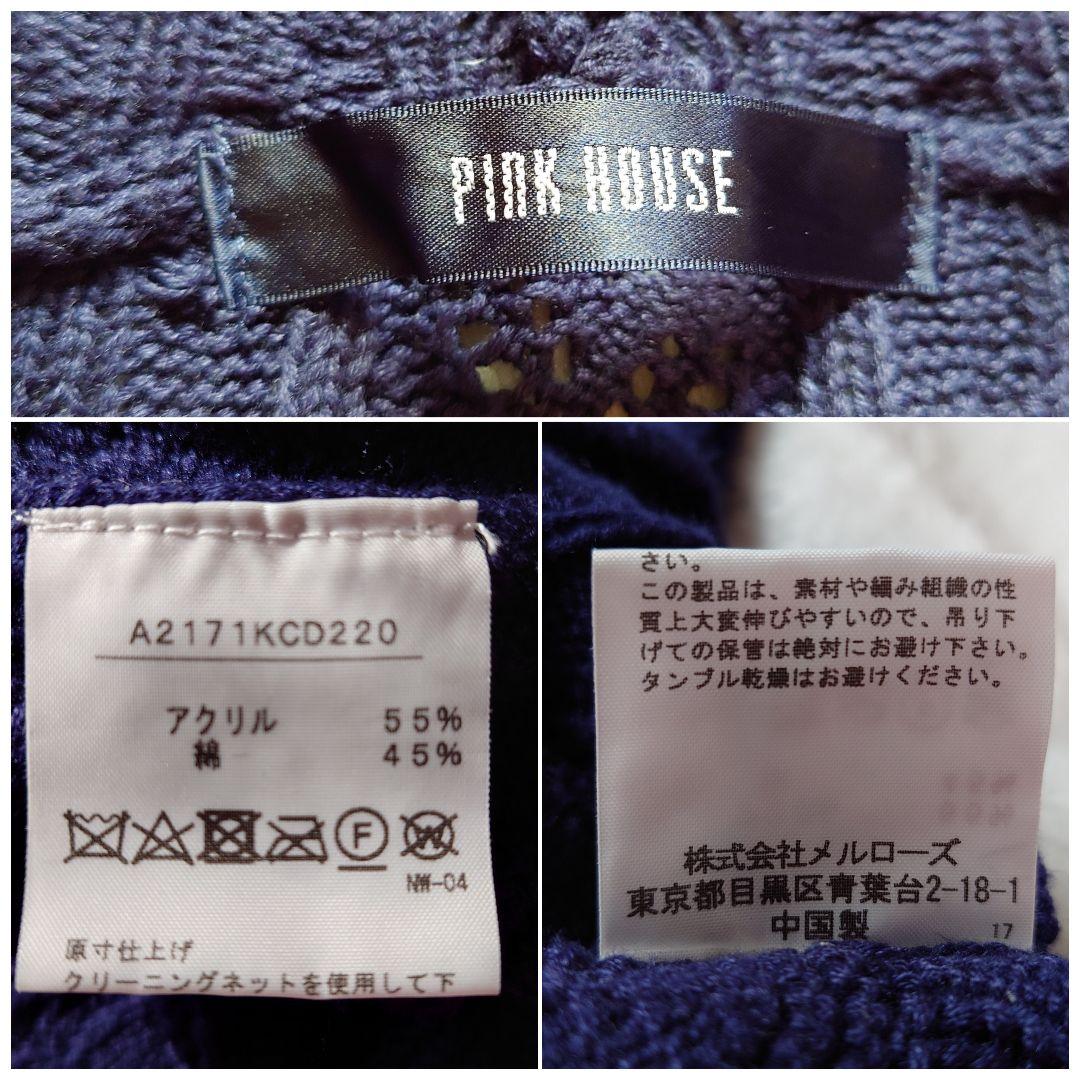 PINK HOUSE
A2171KCD220
アクリル 55%
綿 45%
F W
NW-04
原寸仕上げ
クリーニングネットを使用して下
さい。
この製品は、素材や編み組織の性
質上大変伸びやすいので、吊り下
げての保管は絶対にお避け下さい。
タンブル乾燥はお避けください。
株式会社メルローズ
東京都目黒区青葉台2-18-1
中国製 17